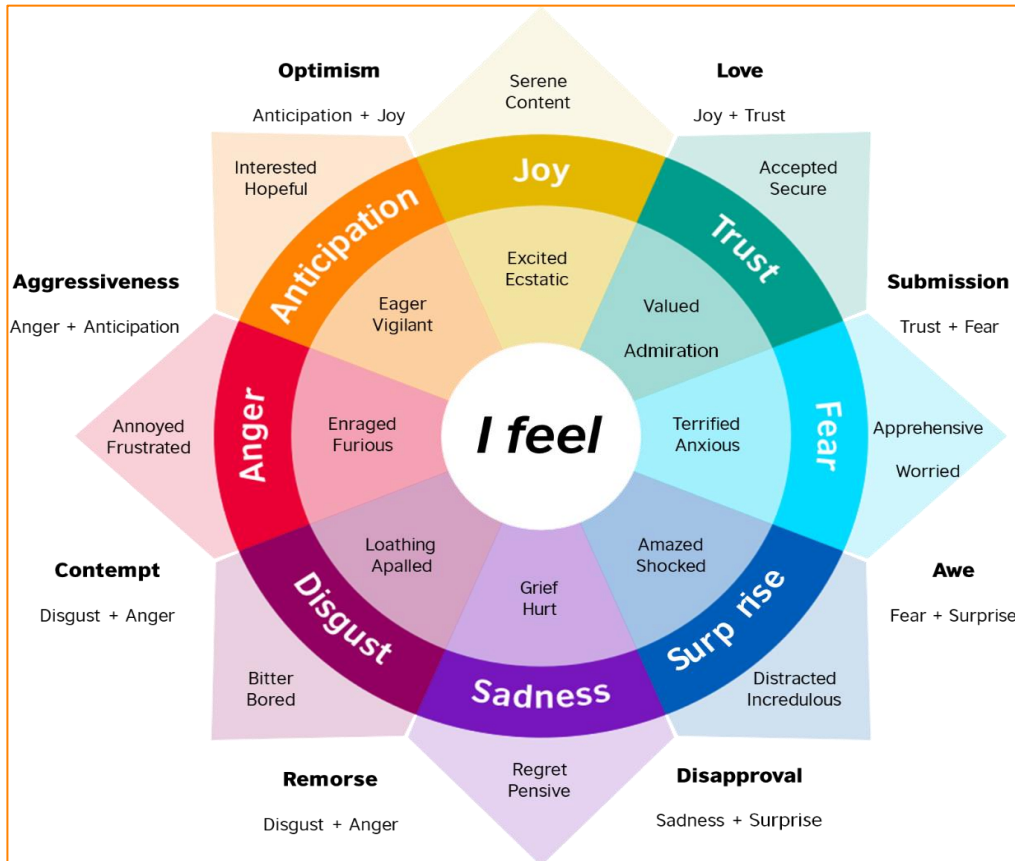 Optimism
Anticipation + Joy
Serene
Content
Love
Joy + Trust
Interested
Hopeful
Joy
Accepted
Secure
Anticipation
Trust
Excited
Ecstatic
Aggressiveness
Anger + Anticipation
Eager
Vigilant
Valued
Admiration
Submission
Trust + Fear
Annoyed
Frustrated
Anger
Enraged
Furious
I feel
Terrified
Anxious
Fear
Apprehensive
Worried
Contempt
Disgust + Anger
Loathing
Apalled
Grief
Hurt
Amazed
Shocked
Awe
Fear + Surprise
Disgust
Surp rise
Bitter
Bored
Sadness
Distracted
Incredulous
Remorse
Disgust + Anger
Regret
Pensive
Disapproval
Sadness + Surprise